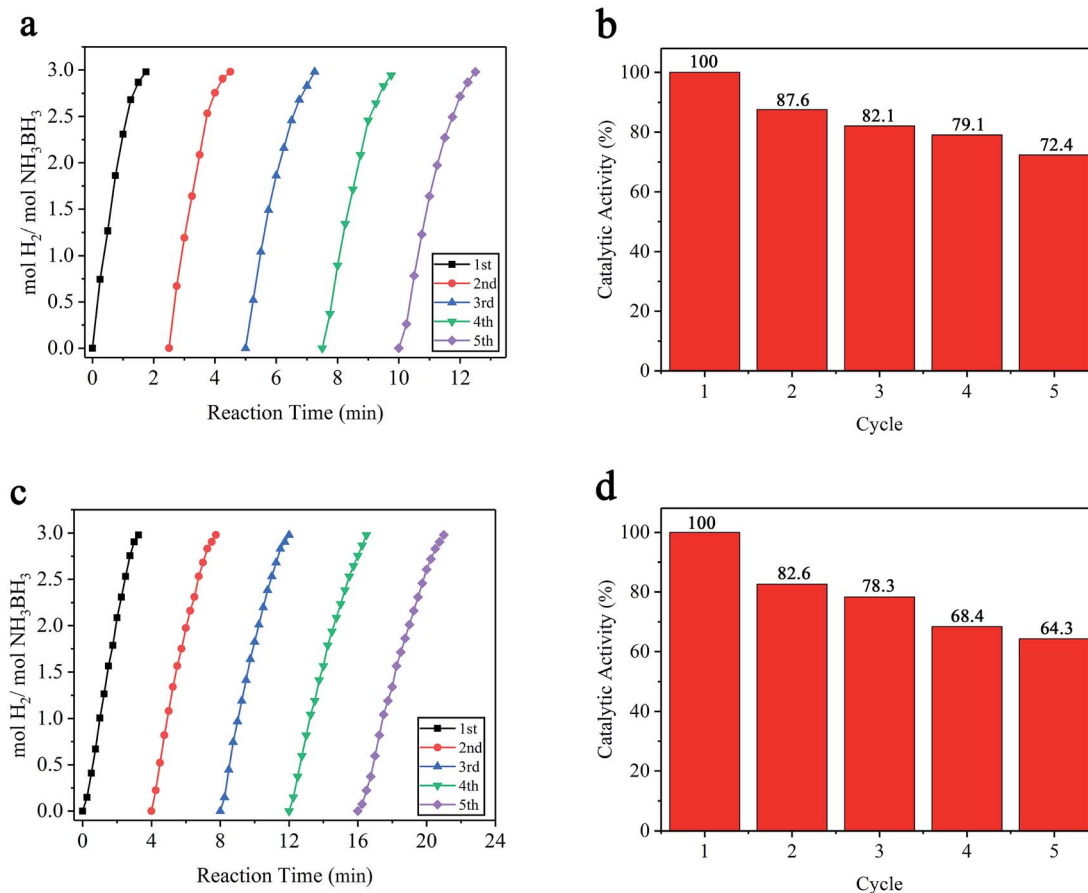 a
mol H2/ mol NH3BH3
3.0
2.5
2.0
1.5
1.0
0.5
0.0
1st
2nd
3rd
4th
5th
0 2 4 6 8 10 12
Reaction Time (min)
b
Catalytic Activity (%)
100
80
60
40
20
0
100
87.6
82.1
79.1
72.4
1 2 3 4 5
Cycle
c
mol H2/ mol NH3BH3
3.0
2.5
2.0
1.5
1.0
0.5
0.0
1st
2nd
3rd
4th
5th
0 4 8 12 16 20 24
Reaction Time (min)
d
Catalytic Activity (%)
100
80
60
40
20
0
100
82.6
78.3
68.4
64.3
1 2 3 4 5
Cycle